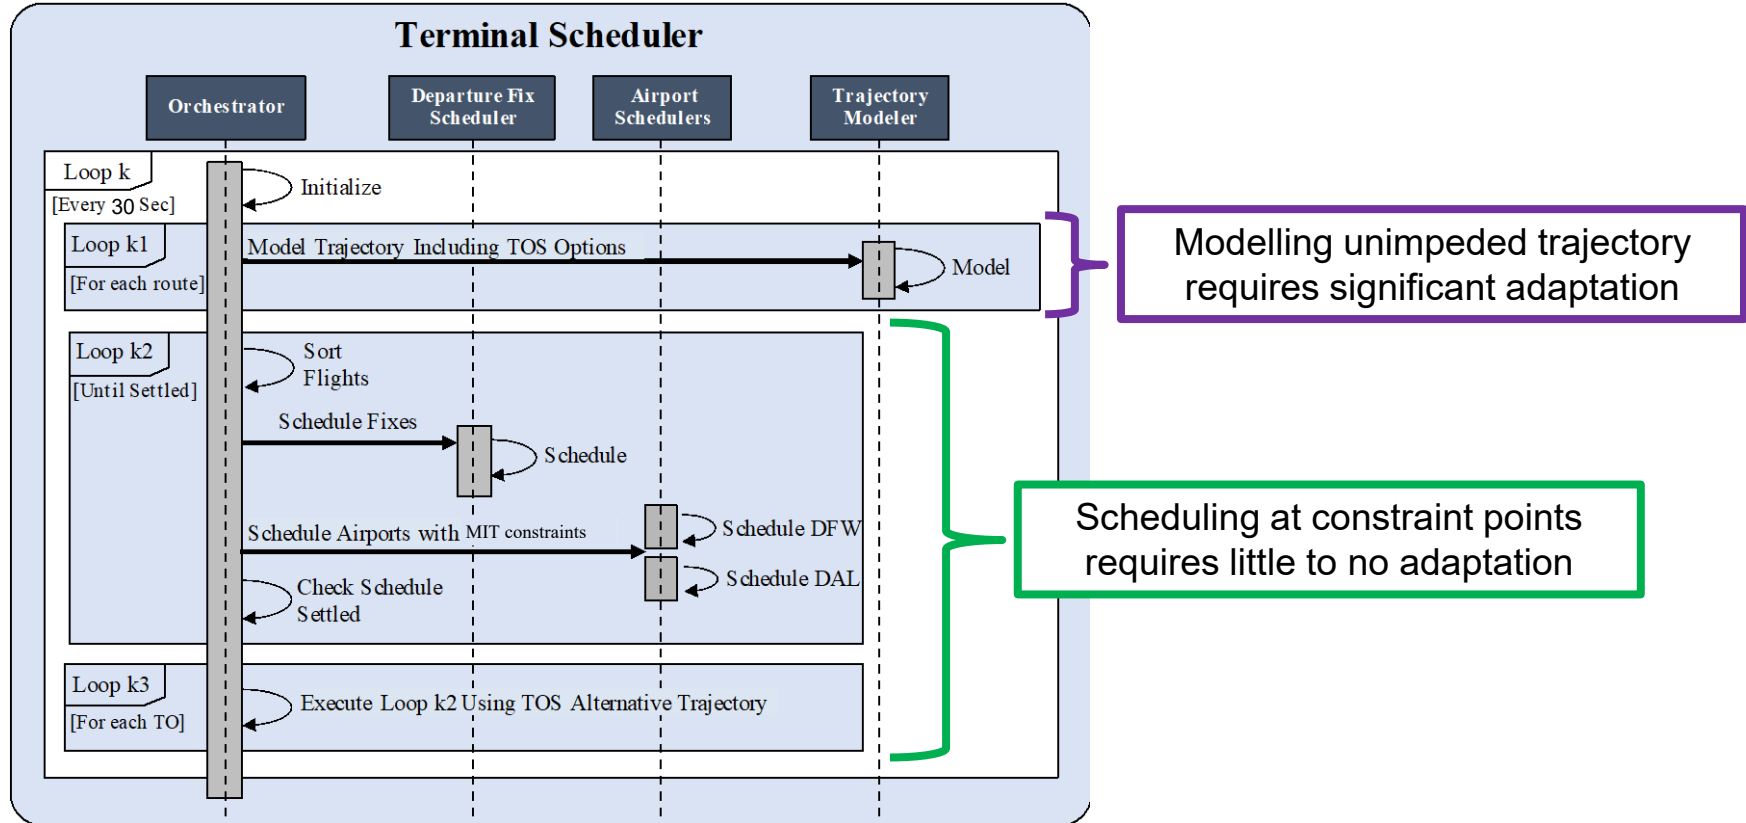 Terminal Scheduler
Orchestrator
Departure Fix
Scheduler
Airport
Schedulers
Trajectory
Modeler
Loop k
[Every 30 Sec]
Initialize
Loop k1
[For each route]
Model Trajectory Including TOS Options
Model
Modelling unimpeded trajectory
requires significant adaptation
Loop k2
[Until Settled]
Sort
Flights
Schedule Fixes
Schedule
Schedule Airports with MIT constraints
Schedule DFW
Schedule DAL
Check Schedule
Settled
Scheduling at constraint points
requires little to no adaptation
Loop k3
[For each TO]
Execute Loop k2 Using TOS Alternative Trajectory